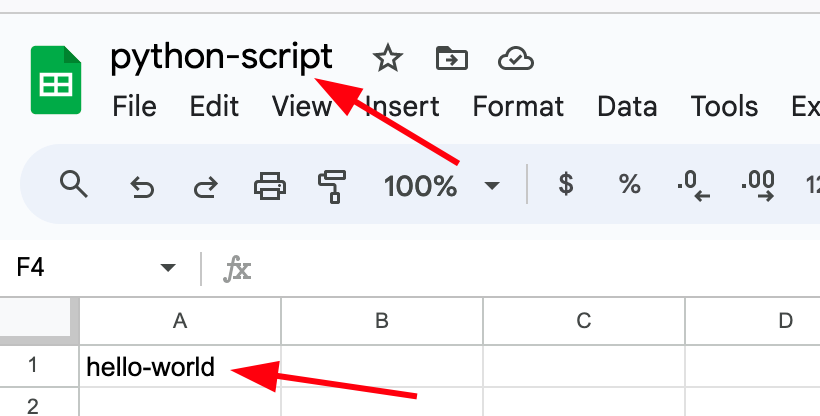 python-script
File Edit View Insert Format Data Tools Ex
100% $ % .0 .00 12
F4 fx
A B C D
1 hello-world
2